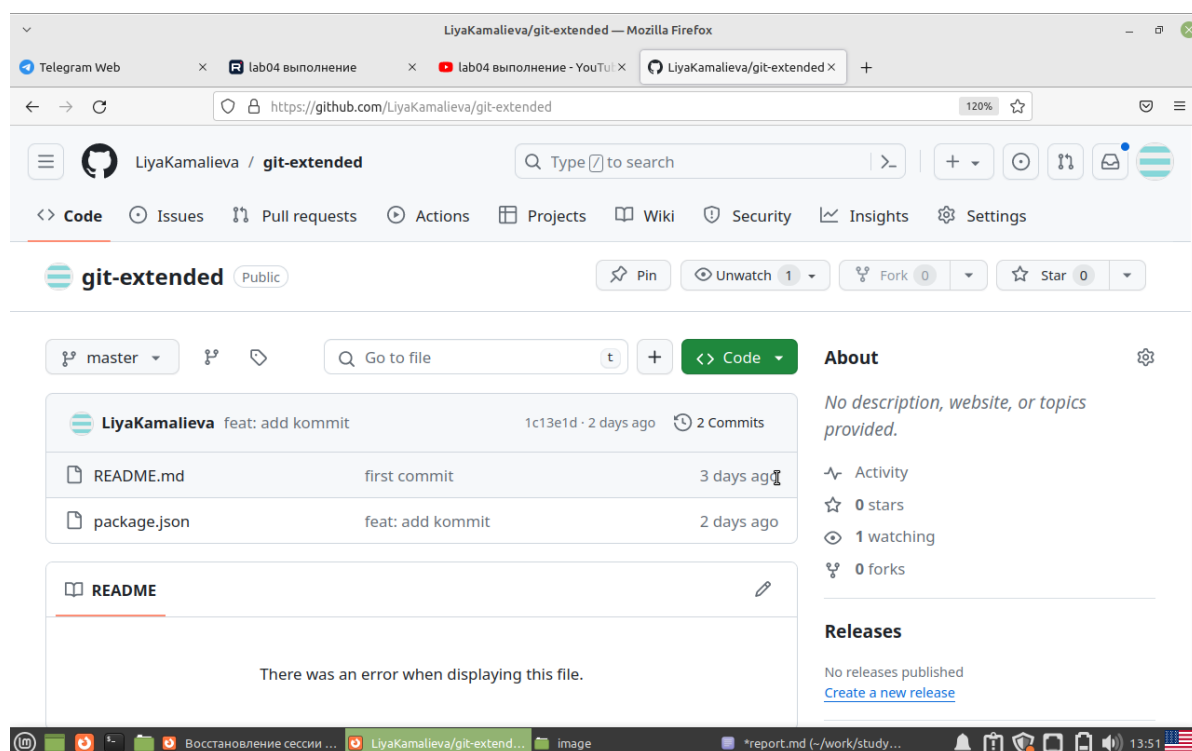 LiyaKamalieva/git-extended — Mozilla Firefox
Telegram Web
lab04 выполнение
lab04 выполнение - YouTu
LiyaKamalieva/git-extended
https://github.com/LiyaKamalieva/git-extended
120%
LiyaKamalieva / git-extended
Type / to search
Code Issues Pull requests Actions Projects Wiki Security Insights Settings
git-extended Public
Pin Unwatch 1 Fork 0 Star 0
master
Go to file t
Code
About
LiyaKamalieva feat: add kommit 1c13e1d · 2 days ago 2 Commits
No description, website, or topics
provided.
README.md first commit 3 days ago
Activity
package.json feat: add kommit 2 days ago
0 stars
1 watching
0 forks
README
Releases
There was an error when displaying this file.
No releases published
Create a new release
Восстановление сессии ...
LiyaKamalieva/git-extend...
image
*report.md (~/work/study...
13:51